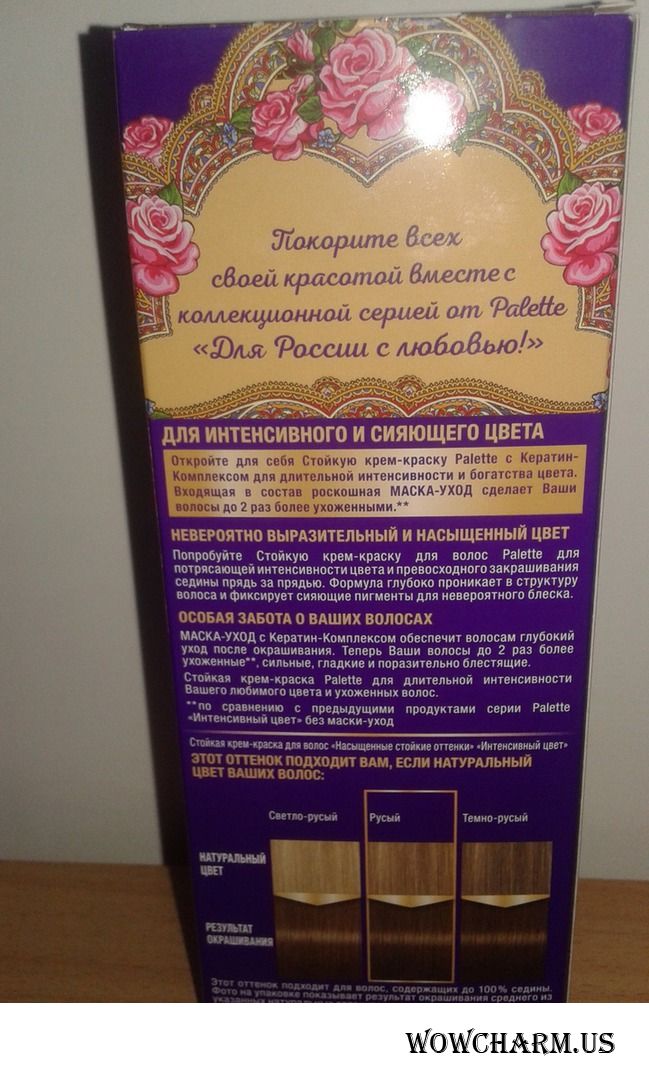 Покорите всех
своей красотой вместе с
коллекционной серией от Palette
«Для России с любовью!»
ДЛЯ ИНТЕНСИВНОГО И СИЯЮЩЕГО ЦВЕТА
Откройте для себя Стойкую крем-краску Palette с Кератин-
Комплексом для длительной интенсивности и богатства цвета.
Входящая в состав роскошная МАСКА-УХОД сделает Ваши
волосы до 2 раз более ухоженными.**
НЕВЕРОЯТНО ВЫРАЗИТЕЛЬНЫЙ И НАСЫЩЕННЫЙ ЦВЕТ
Попробуйте Стойкую крем-краску для волос Palette для
потрясающей интенсивности цвета и превосходного закрашивания
седины прядь за прядью. Формула глубоко проникает в структуру
волоса и фиксирует сияющие пигменты для невероятного блеска.
ОСОБАЯ ЗАБОТА О ВАШИХ ВОЛОСАХ
МАСКА-УХОД с Кератин-Комплексом обеспечит волосам глубокий
уход после окрашивания. Теперь Ваши волосы до 2 раз более
ухоженные**, сильные, гладкие и поразительно блестящие.
Стойкая крем-краска Palette для длительной интенсивности
Вашего любимого цвета и ухоженных волос.
**по сравнению с предыдущими продуктами серии Palette
«Интенсивный цвет» без маски-уход
Стойкая крем-краска для волос «Насыщенные стойкие оттенки» «Интенсивный цвет»
ЭТОТ ОТТЕНОК ПОДХОДИТ ВАМ, ЕСЛИ НАТУРАЛЬНЫЙ
ЦВЕТ ВАШИХ ВОЛОС:
Светло-русый Русый Темно-русый
НАТУРАЛЬНЫЙ
ЦВЕТ
РЕЗУЛЬТАТ
ОКРАШИВАНИЯ
Этот оттенок подходит для волос, содержащих до 100% седины.
Фото на упаковке показывает результат окрашивания среднего из
указанных
WOWCHARM.US